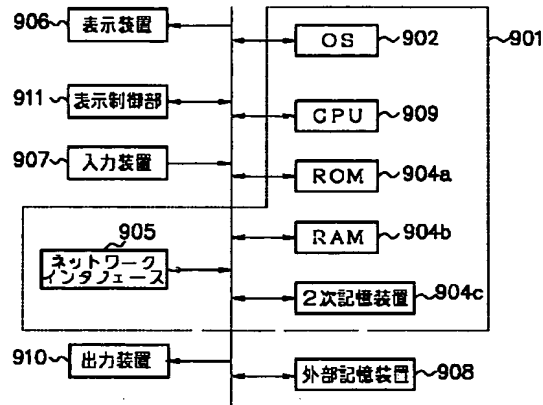 906
表示装置
OS
902
901
911
表示制御部
CPU
909
907
入力装置
ROM
904a
905
RAM
904b
ネットワーク
インタフェース
2次記憶装置
904c
910
出力装置
外部記憶装置
908